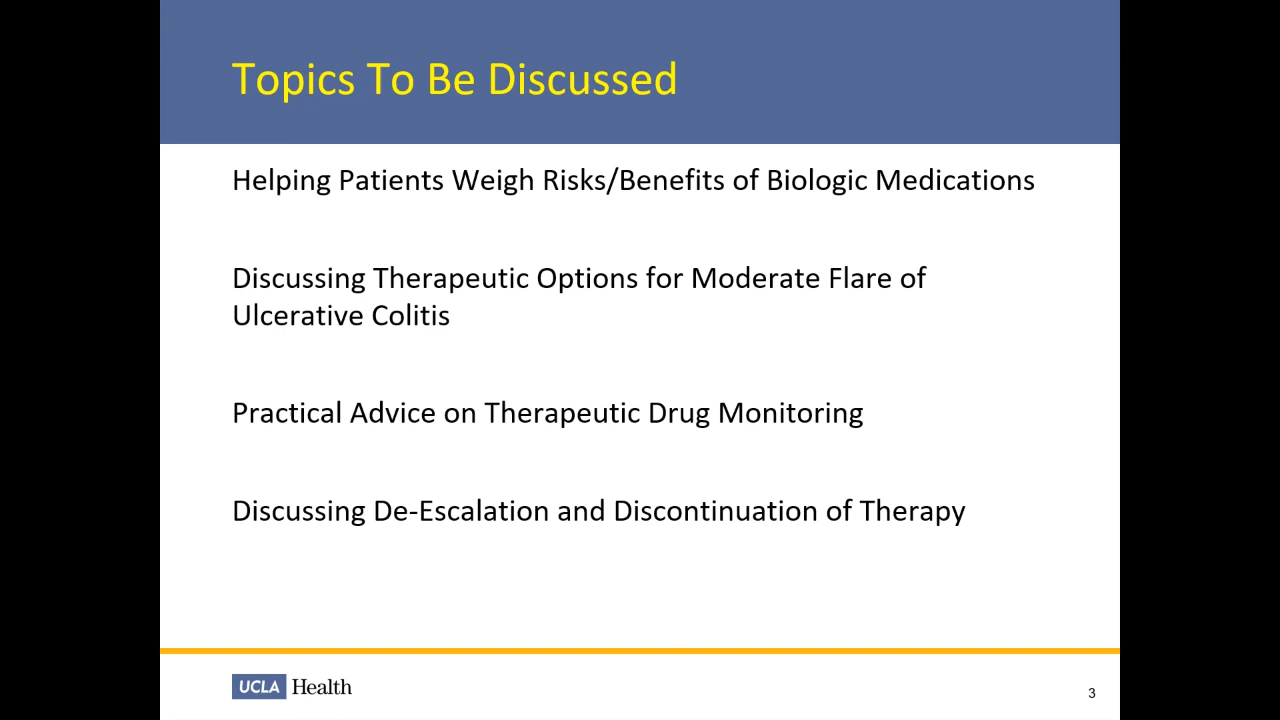 Topics To Be Discussed
Helping Patients Weigh Risks/Benefits of Biologic Medications
Discussing Therapeutic Options for Moderate Flare of
Ulcerative Colitis
Practical Advice on Therapeutic Drug Monitoring
Discussing De-Escalation and Discontinuation of Therapy
UCLA Health
3